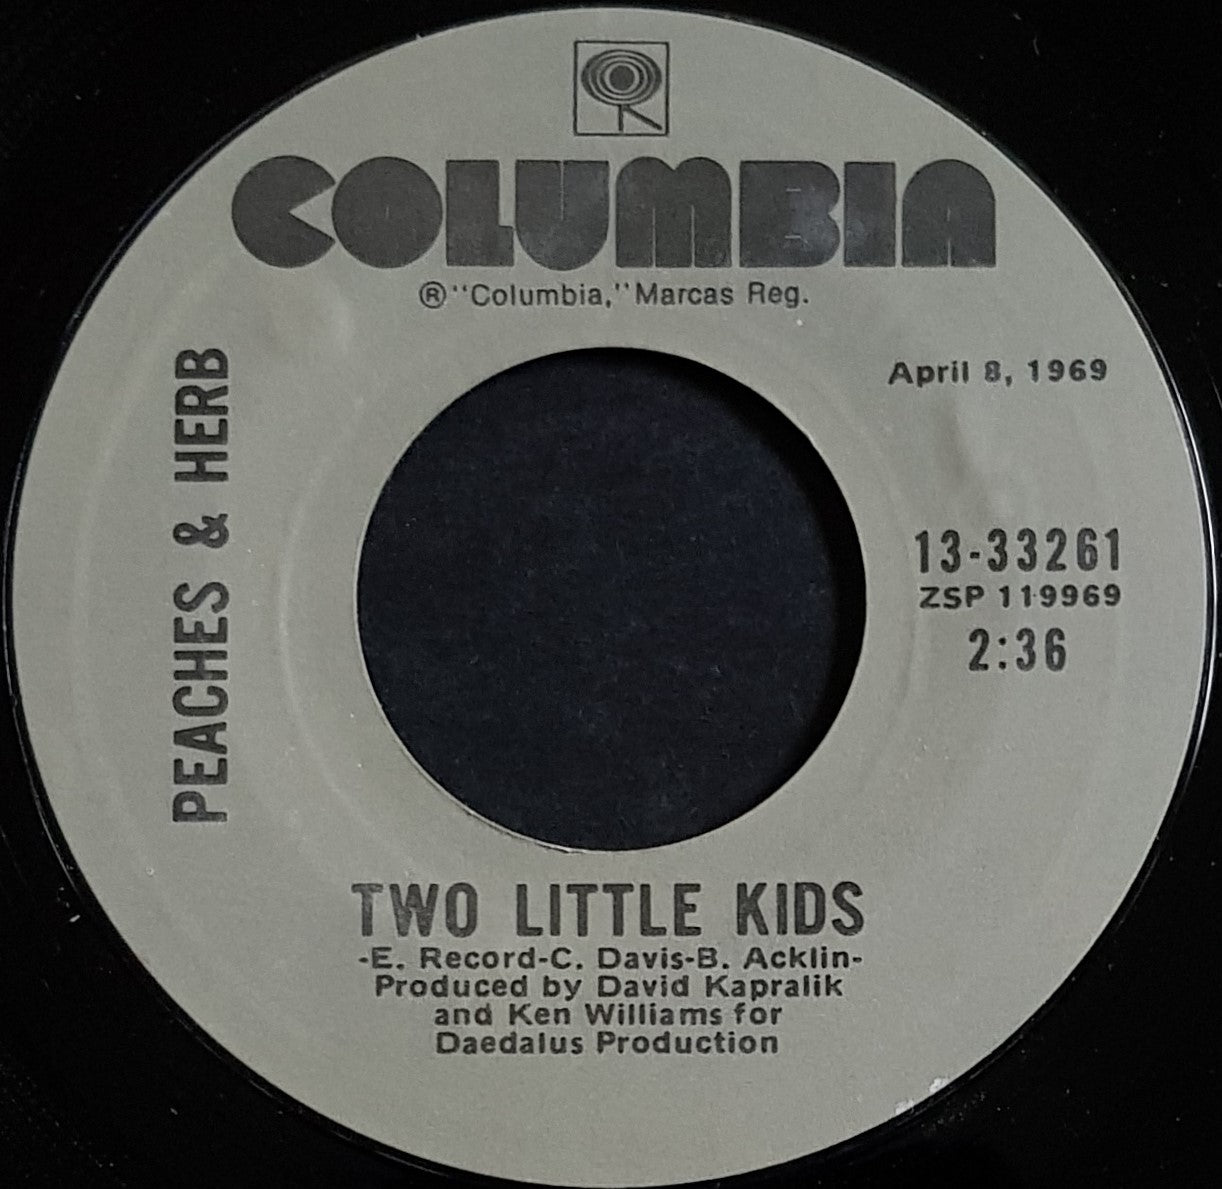 COLUMBIA
® "Columbia," Marcas Reg.
April 8, 1969
PEACHES & HERB
13-33261
ZSP 119969
2:36
TWO LITTLE KIDS
-E. Record-C. Davis-B. Acklin-
Produced by David Kapralik
and Ken Williams for
Daedalus Production